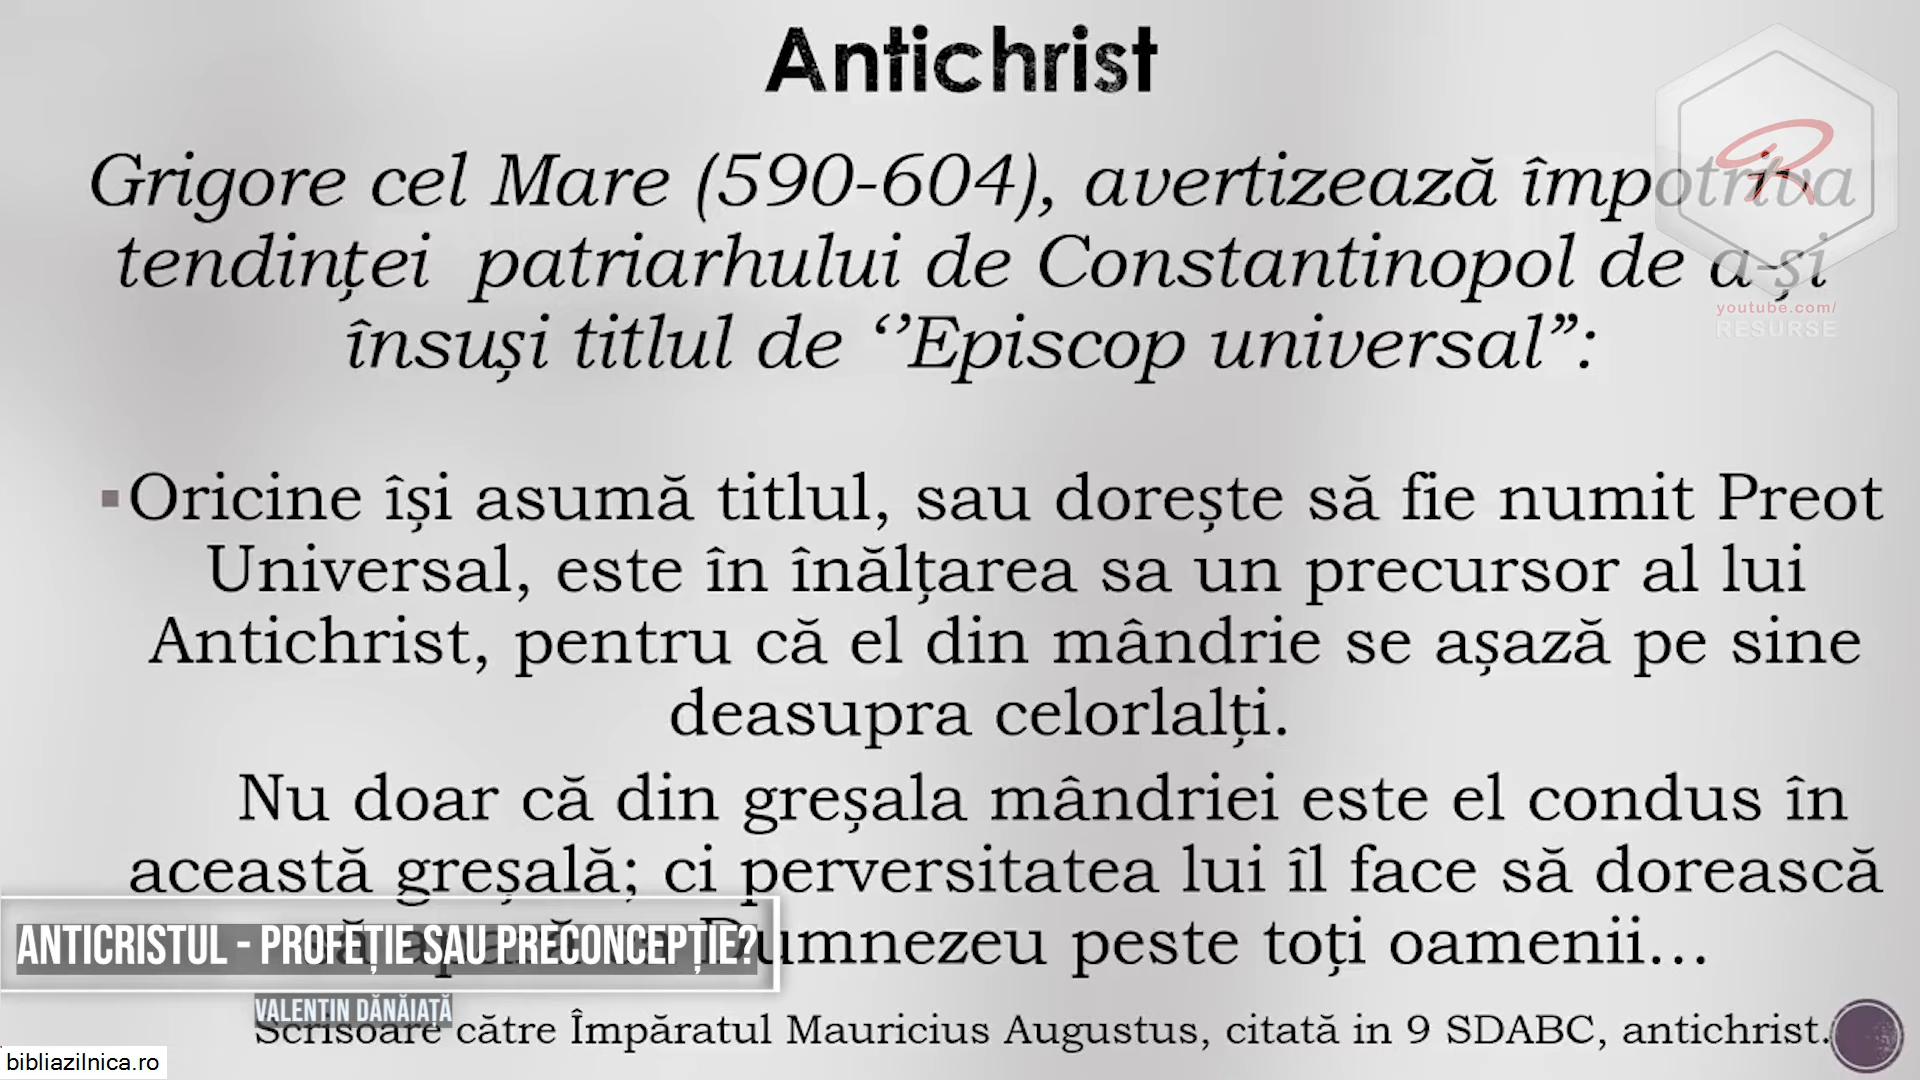 Antichrist
Grigore cel Mare (590-604), avertizează împotriva
tendinței patriarhului de Constantinopol de a-și
însuși titlul de ‘’Episcop universal”:
youtube.com/
RESURSE
▪Oricine își asumă titlul, sau dorește să fie numit Preot
Universal, este în înălțarea sa un precursor al lui
Antichrist, pentru că el din mândrie se așază pe sine
deasupra celorlalți.
Nu doar că din greșala mândriei este el condus în
această greșală; ci perversitatea lui îl face să dorească
Dumnezeu peste toți oamenii...
ANTICRISTUL - PROFEȚIE SAU PRECONCEPȚIE?
VALENTIN DĂNĂIAȚĂ
Scrisoare către Împăratul Mauricius Augustus, citată in 9 SDABC, antichrist.
bibliazilnica.ro